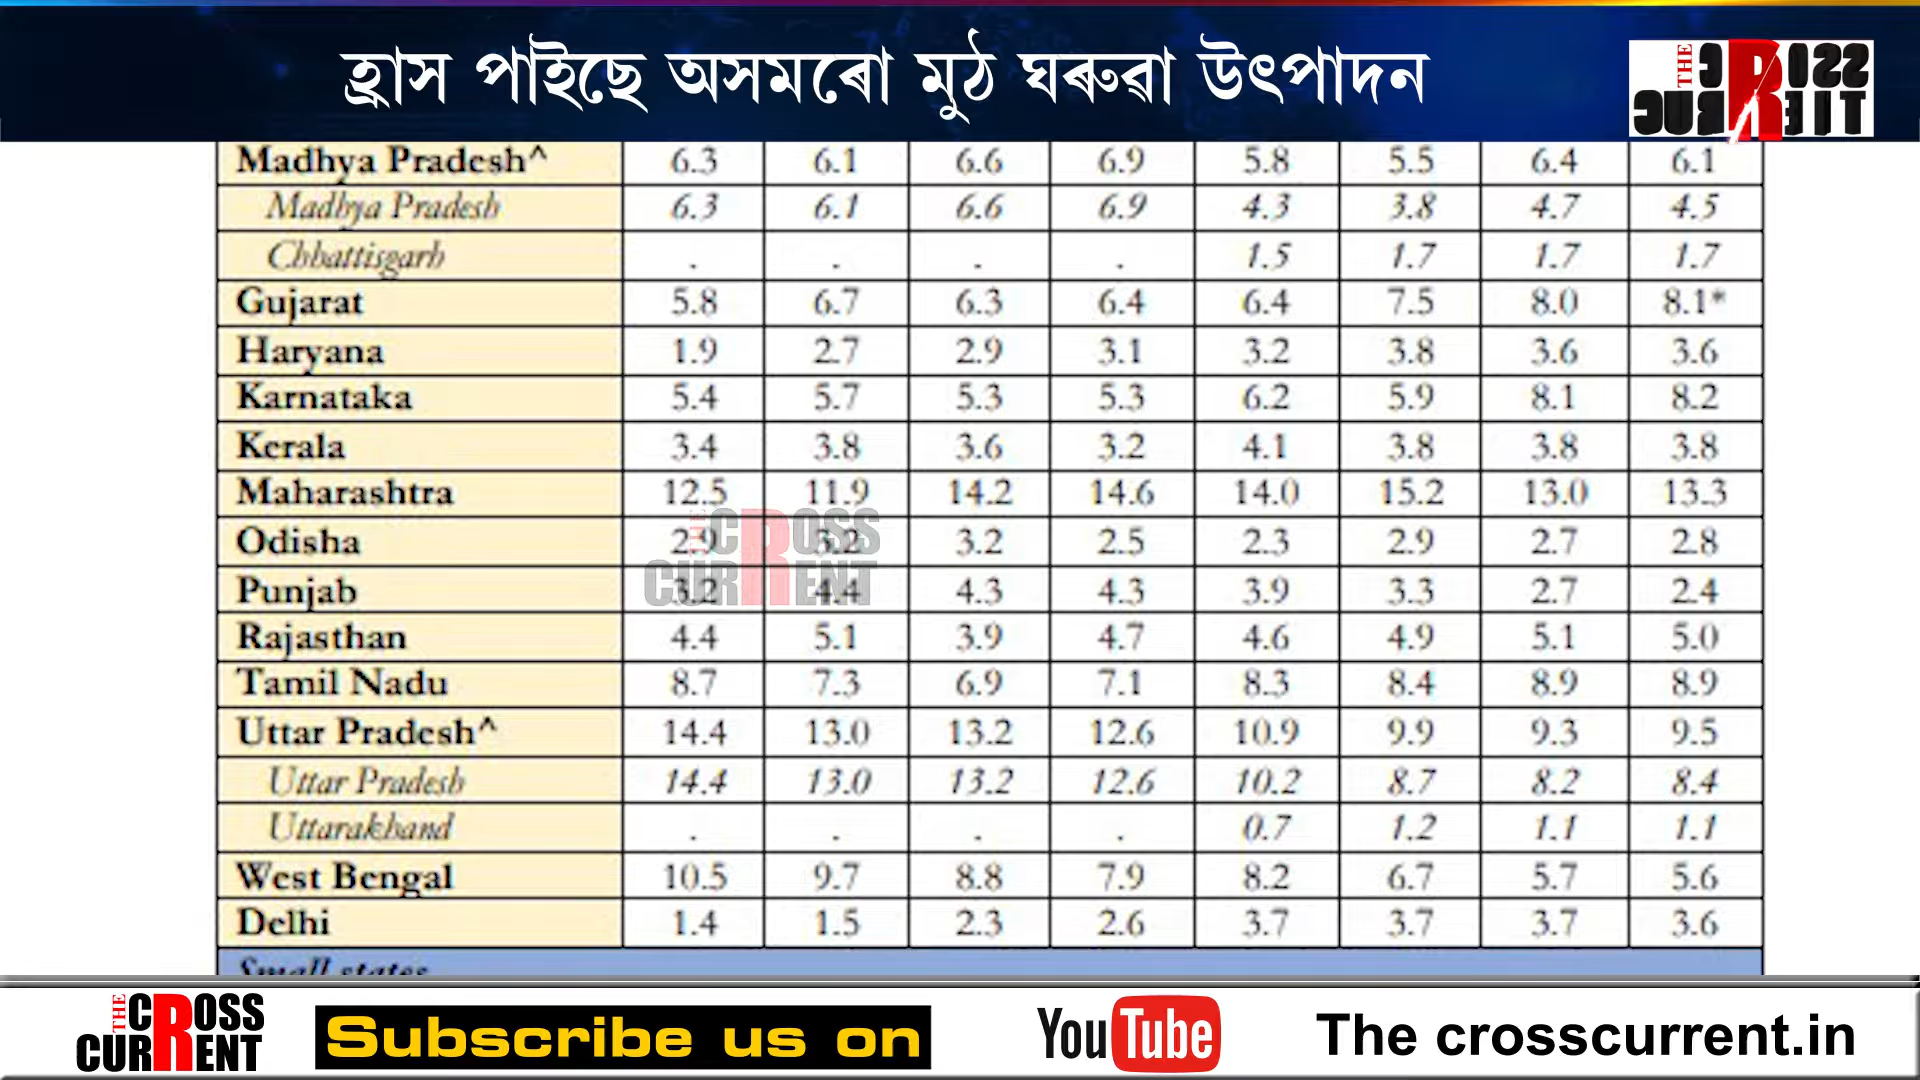 হ্ৰাস পাইছে অসমৰো মুঠ ঘৰুৱা উৎপাদন
THE CROSS
CURRENT
Madhya Pradesh^ 6.3 6.1 6.6 6.9 5.8 5.5 6.4 6.1
Madhya Pradesh 6.3 6.1 6.6 6.9 4.3 3.8 4.7 4.5
Chhattisgarh . . . . 1.5 1.7 1.7 1.7
Gujarat 5.8 6.7 6.3 6.4 6.4 7.5 8.0 8.1*
Haryana 1.9 2.7 2.9 3.1 3.2 3.8 3.6 3.6
Karnataka 5.4 5.7 5.3 5.3 6.2 5.9 8.1 8.2
Kerala 3.4 3.8 3.6 3.2 4.1 3.8 3.8 3.8
Maharashtra 12.5 11.9 14.2 14.6 14.0 15.2 13.0 13.3
Odisha 2.9 3.2 3.2 2.5 2.3 2.9 2.7 2.8
Punjab 3.2 4.4 4.3 4.3 3.9 3.3 2.7 2.4
Rajasthan 4.4 5.1 3.9 4.7 4.6 4.9 5.1 5.0
Tamil Nadu 8.7 7.3 6.9 7.1 8.3 8.4 8.9 8.9
Uttar Pradesh^ 14.4 13.0 13.2 12.6 10.9 9.9 9.3 9.5
Uttar Pradesh 14.4 13.0 13.2 12.6 10.2 8.7 8.2 8.4
Uttarakhand . . . . 0.7 1.2 1.1 1.1
West Bengal 10.5 9.7 8.8 7.9 8.2 6.7 5.7 5.6
Delhi 1.4 1.5 2.3 2.6 3.7 3.7 3.7 3.6
Small states
THE CROSS
CURRENT
THE CROSS
CURRENT
Subscribe us on
YouTube
The crosscurrent.in